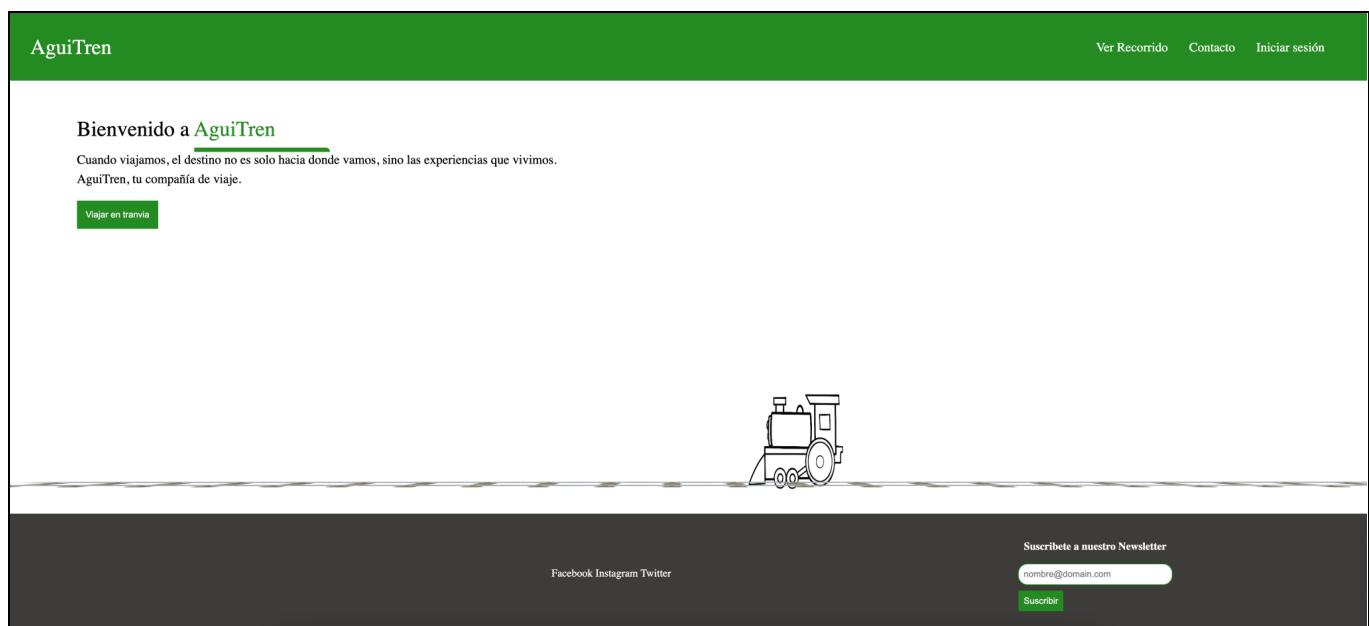 AguiTren
Ver Recorrido Contacto Iniciar sesión
Bienvenido a AguiTren
Cuando viajamos, el destino no es solo hacia donde vamos, sino las experiencias que vivimos.
AguiTren, tu compañía de viaje.
Viajar en tranvia
Facebook Instagram Twitter
Suscribete a nuestro Newsletter
nombre@domain.com
Suscribir